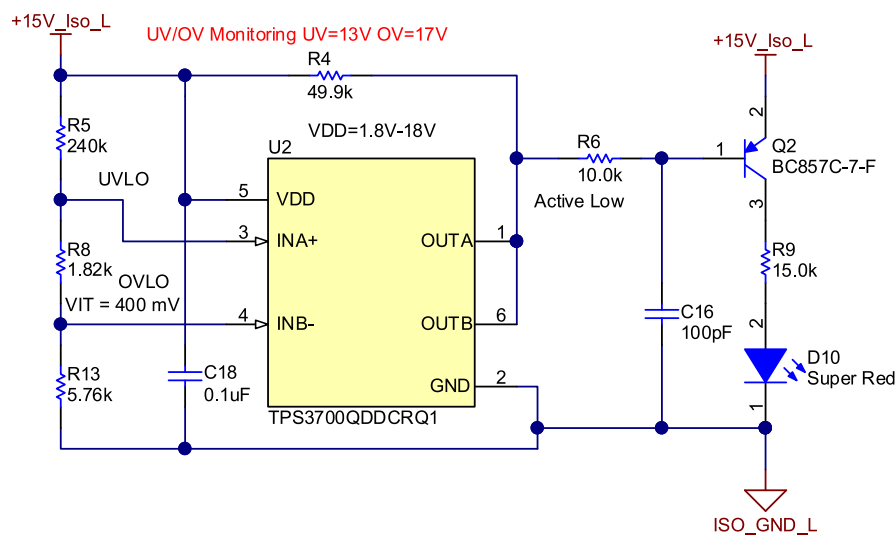 +15V_Iso_L
UV/OV Monitoring UV=13V OV=17V
+15V_Iso_L
R4
49.9k
R5
240k
VDD=1.8V-18V
U2
R6
10.0k
Active Low
1
2
Q2
BC857C-7-F
3
UVLO
5
VDD
3
INA+
OUTA
1
R8
1.82k
OVLO
VIT = 400 mV
4
INB-
OUTB
6
R9
15.0k
C16
100pF
2
D10
Super Red
1
R13
5.76k
C18
0.1uF
GND
2
TPS3700QDDCRQ1
ISO_GND_L